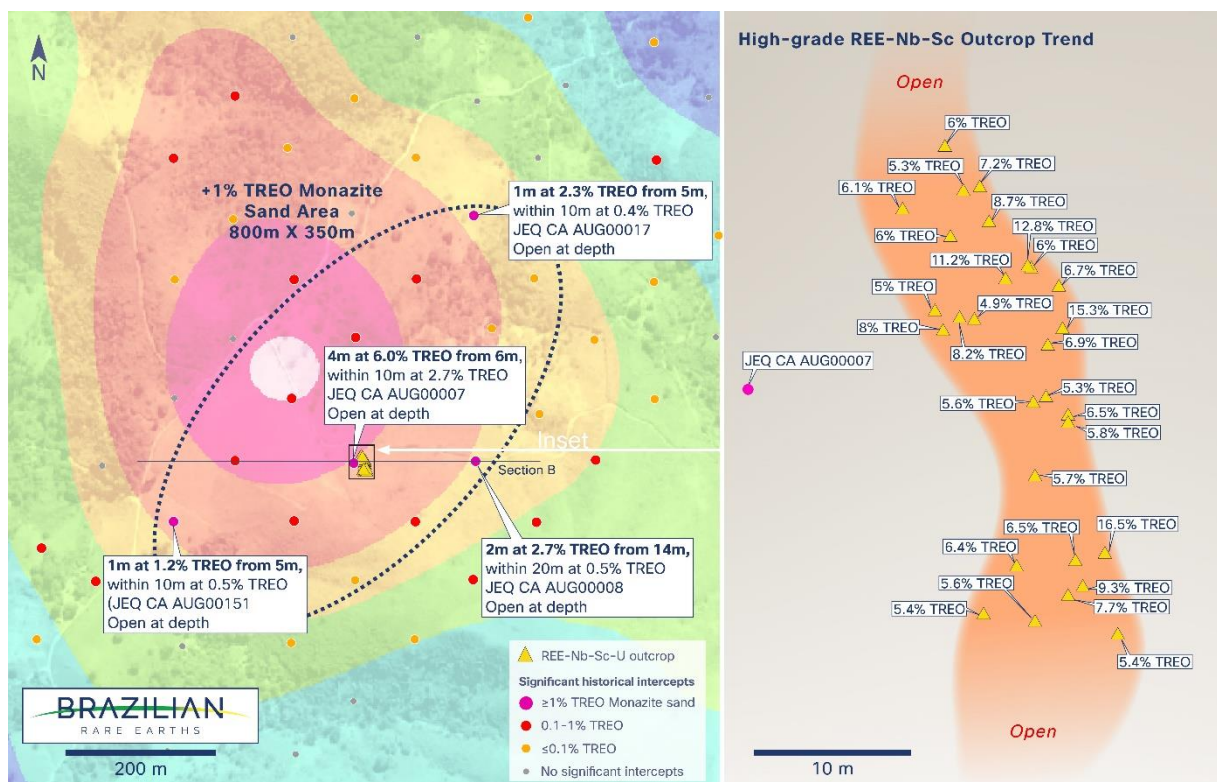 N
+1% TREO Monazite
Sand Area
800m X 350m
1m at 2.3% TREO from 5m,
within 10m at 0.4% TREO
JEQ CA AUG00017
Open at depth
4m at 6.0% TREO from 6m,
within 10m at 2.7% TREO
JEQ CA AUG00007
Open at depth
Inset
Section B
1m at 1.2% TREO from 5m,
within 10m at 0.5% TREO
(JEQ CA AUG00151
Open at depth
2m at 2.7% TREO from 14m,
within 20m at 0.5% TREO
JEQ CA AUG00008
Open at depth
REE-Nb-Sc-U outcrop
Significant historical intercepts
≥1% TREO Monazite sand
0.1-1% TREO
≤0.1% TREO
No significant intercepts
BRAZILIAN
RARE EARTHS
200 m
High-grade REE-Nb-Sc Outcrop Trend
Open
6% TREO
5.3% TREO
7.2% TREO
6.1% TREO
8.7% TREO
6% TREO
12.8% TREO
6% TREO
11.2% TREO
6.7% TREO
5% TREO
4.9% TREO
15.3% TREO
8% TREO
8.2% TREO
6.9% TREO
JEQ CA AUG00007
5.3% TREO
5.6% TREO
6.5% TREO
5.8% TREO
5.7% TREO
6.5% TREO
16.5% TREO
6.4% TREO
5.6% TREO
9.3% TREO
7.7% TREO
5.4% TREO
5.4% TREO
Open
10 m